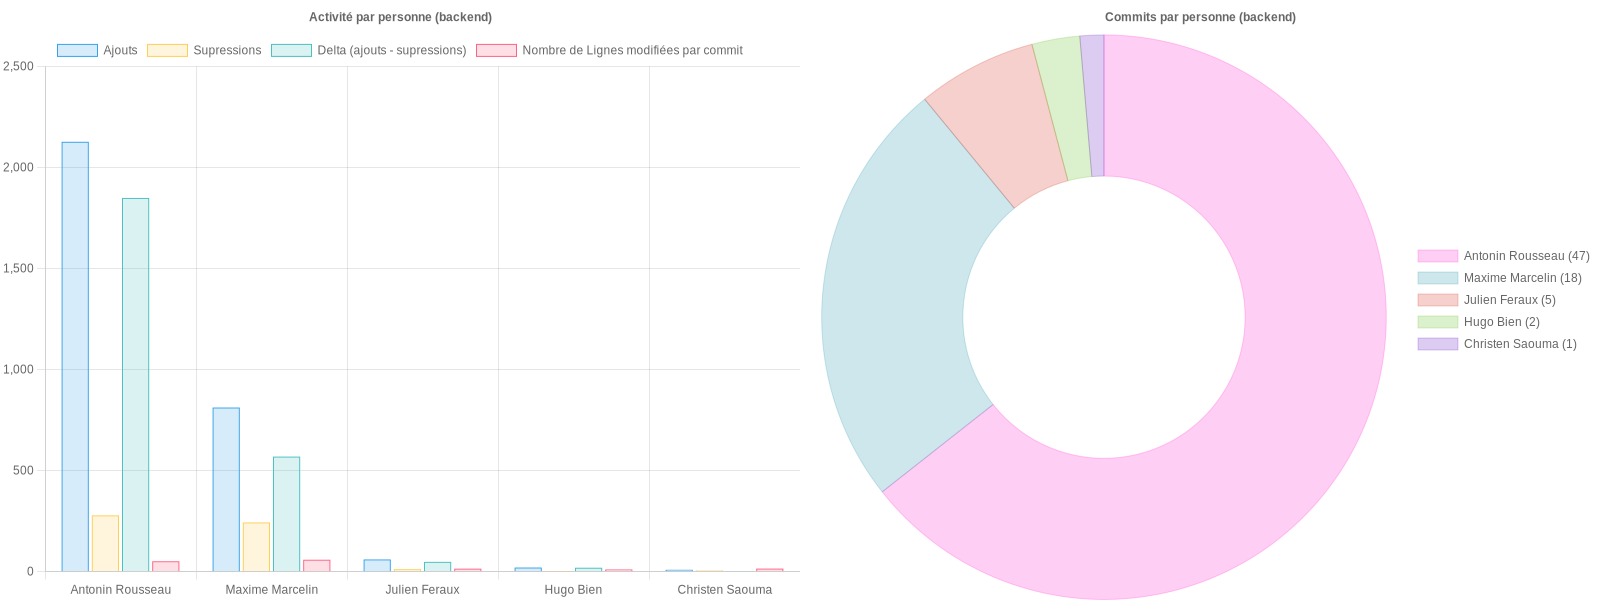 Activité par personne (backend)
Ajouts
Supressions
Delta (ajouts - supressions)
Nombre de Lignes modifiées par commit
2,500
2,000
1,500
1,000
500
0
Antonin Rousseau
Maxime Marcelin
Julien Feraux
Hugo Bien
Christen Saouma
Commits par personne (backend)
Antonin Rousseau (47)
Maxime Marcelin (18)
Julien Feraux (5)
Hugo Bien (2)
Christen Saouma (1)